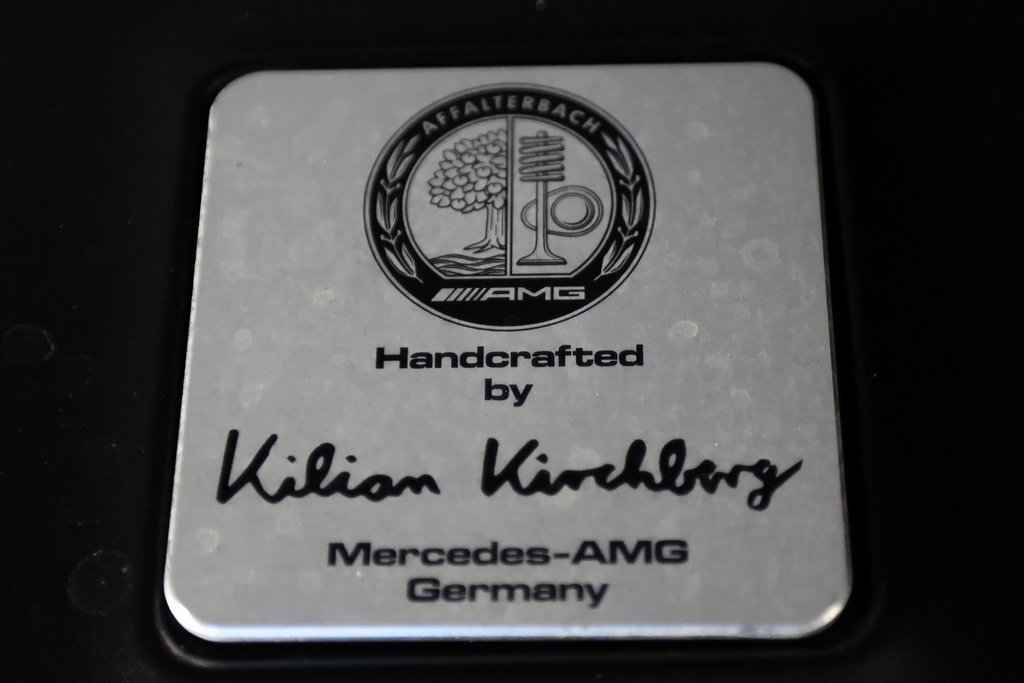 AFFALTERBACH
AMG
Handcrafted
by
Kilian Kirchberg
Mercedes-AMG
Germany